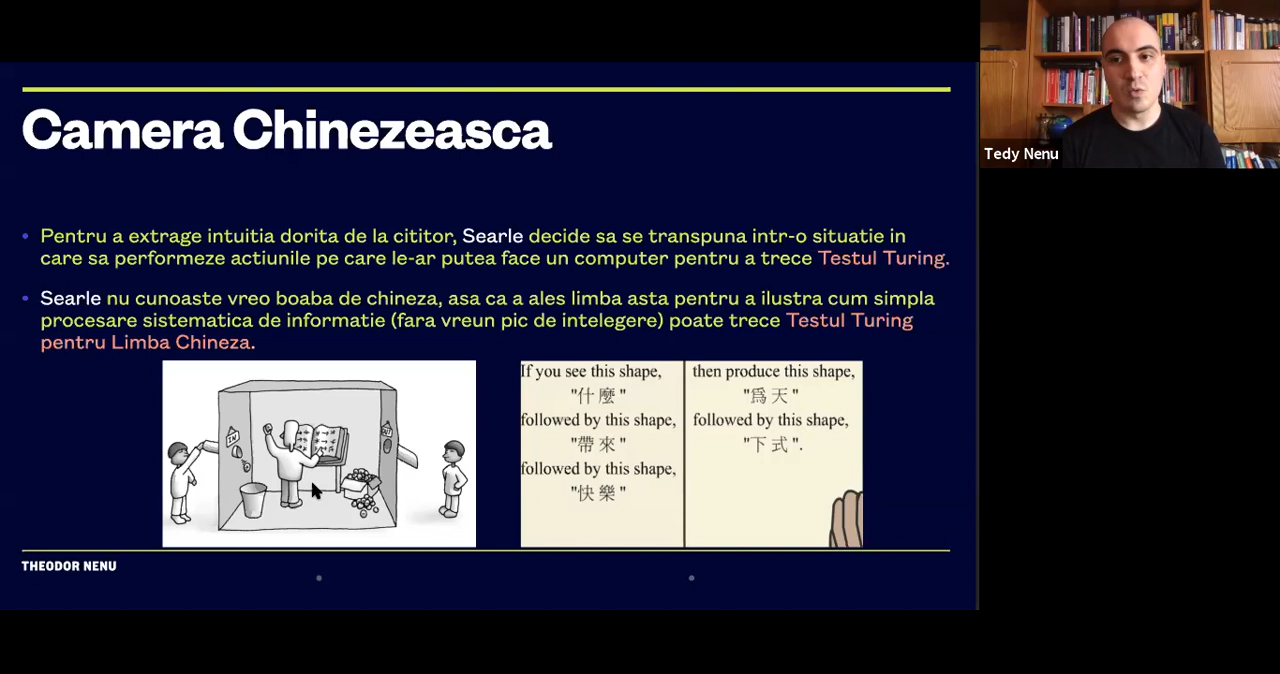 Camera Chinezeasca
Pentru a extrage intuitia dorita de la cititor, Searle decide sa se transpuna intr-o situatie in
care sa performeze actiunile pe care le-ar putea face un computer pentru a trece Testul Turing.
Searle nu cunoaste vreo boaba de chineza, asa ca a ales limba asta pentru a ilustra cum simpla
procesare sistematica de informatie (fara vreun pic de intelegere) poate trece Testul Turing
pentru Limba Chineza.
IN
If you see this shape,
"什麼"
followed by this shape,
"帶來"
followed by this shape,
"快樂"
then produce this shape,
"爲天"
followed by this shape,
"下式".
THEODOR NENU
Tedy Nenu